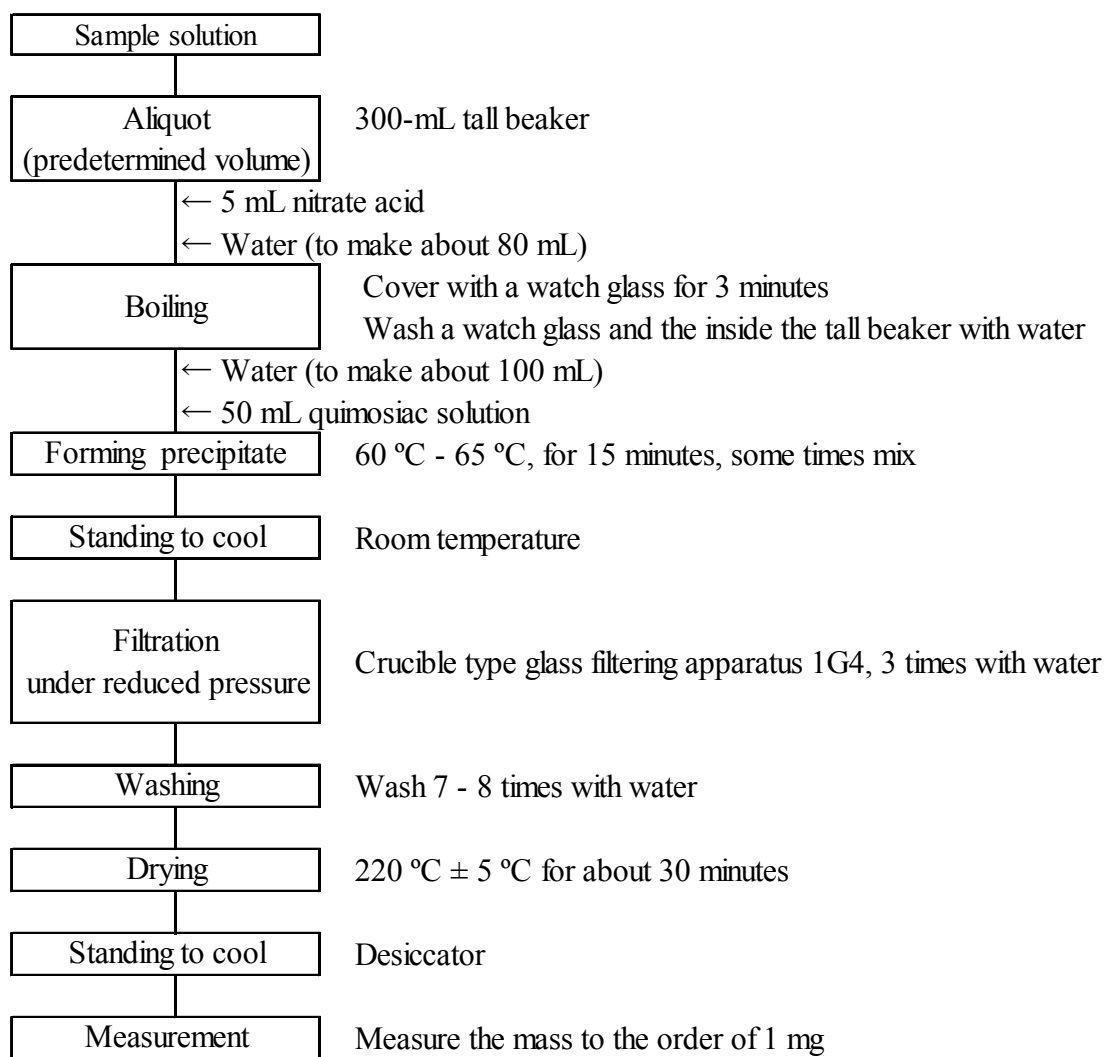 Sample solution
Aliquot
(predetermined volume)
300-mL tall beaker
← 5 mL nitrate acid
← Water (to make about 80 mL)
Boiling
Cover with a watch glass for 3 minutes
Wash a watch glass and the inside the tall beaker with water
← Water (to make about 100 mL)
← 50 mL quimosiac solution
Forming precipitate
60 ºC - 65 ºC, for 15 minutes, some times mix
Standing to cool
Room temperature
Filtration
under reduced pressure
Crucible type glass filtering apparatus 1G4, 3 times with water
Washing
Wash 7 - 8 times with water
Drying
220 ºC ± 5 ºC for about 30 minutes
Standing to cool
Desiccator
Measurement
Measure the mass to the order of 1 mg